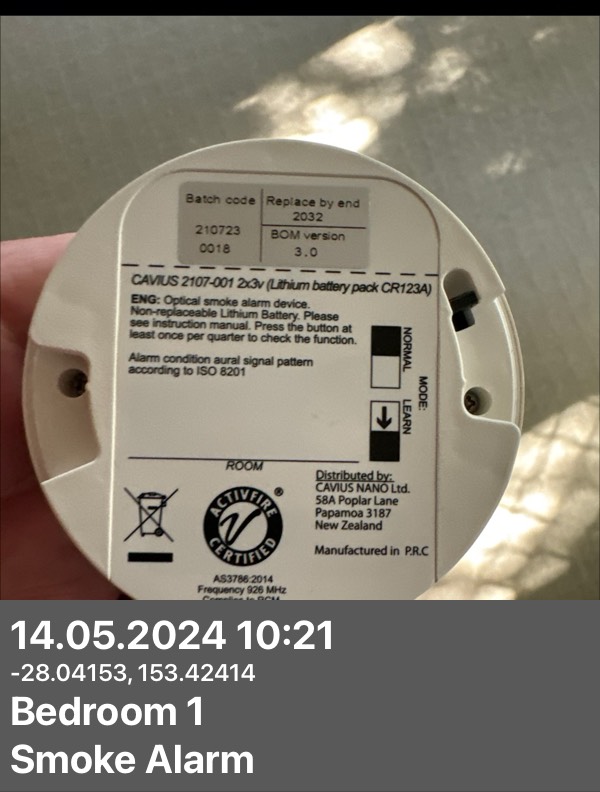 Batch code
Replace by end
2032
210723
0018
BOM version
3.0
CAVIUS 2107-001 2x3v (Lithium battery pack CR123A)
ENG: Optical smoke alarm device.
Non-replaceable Lithium Battery. Please
see instruction manual. Press the button at
least once per quarter to check the function.
Alarm condition aural signal pattern
according to ISO 8201
NORMAL
MODE:
LEARN
ROOM
ACTIVFIRE
®
CERTIFIED
Distributed by:
CAVIUS NANO Ltd.
58A Poplar Lane
Papamoa 3187
New Zealand
Manufactured in P.R.C
AS3786:2014
Frequency 926 MHz
14.05.2024 10:21
-28.04153, 153.42414
Bedroom 1
Smoke Alarm